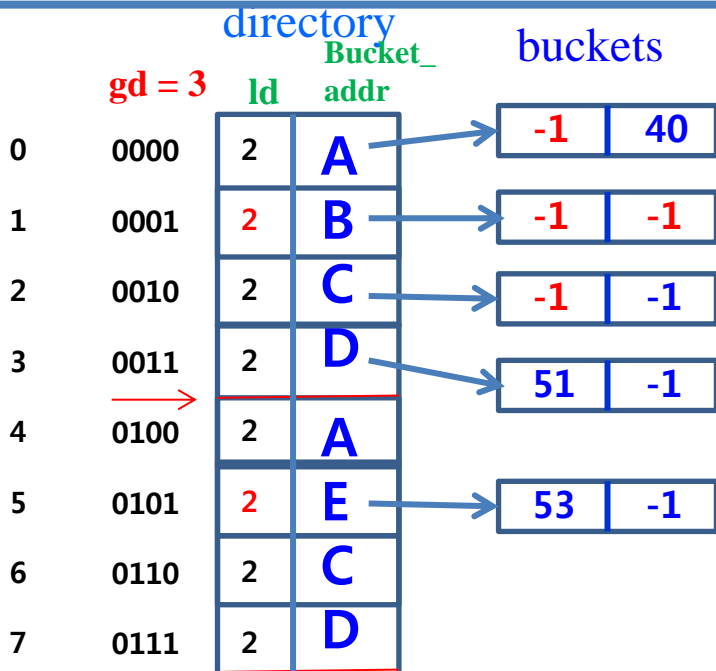 directory
buckets
gd = 3
ld
Bucket_
addr
0 0000 2 A -1 40
1 0001 2 B -1 -1
2 0010 2 C -1 -1
3 0011 2 D 51 -1
4 0100 2 A
5 0101 2 E 53 -1
6 0110 2 C
7 0111 2 D